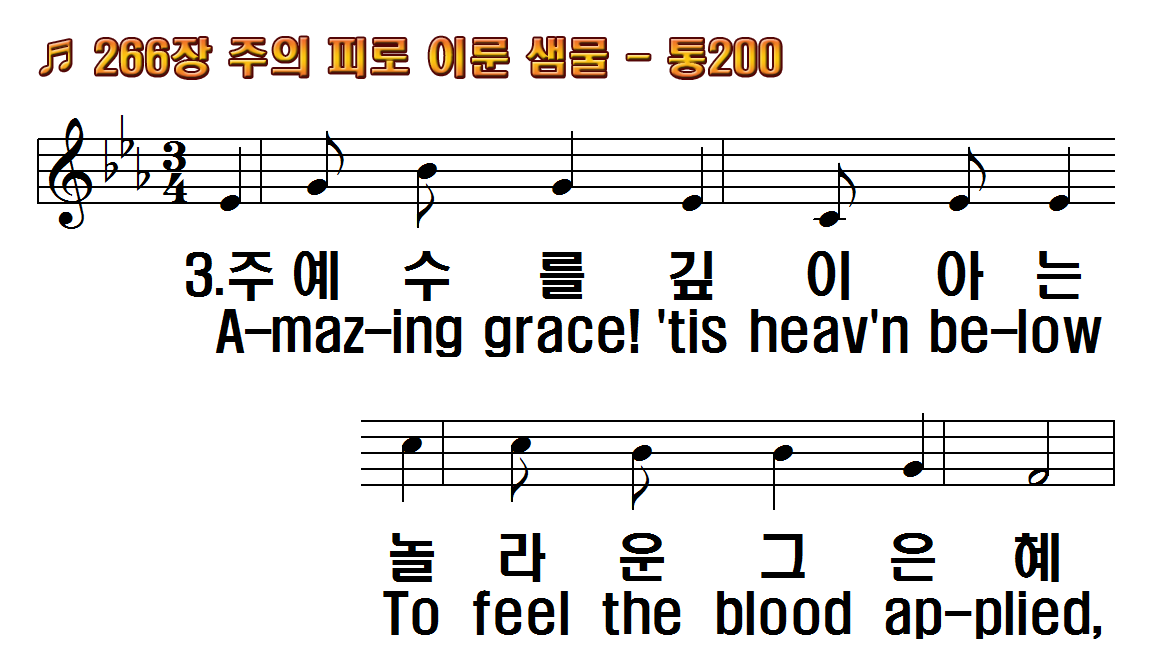 ♬ 266장 주의 피로 이룬 샘물 - 통200
3
4
3.주 예 수 를 깊 이 아 는
A-maz-ing grace! 'tis heav'n be-low
놀 라 운 그 은 혜
To feel the blood ap-plied,